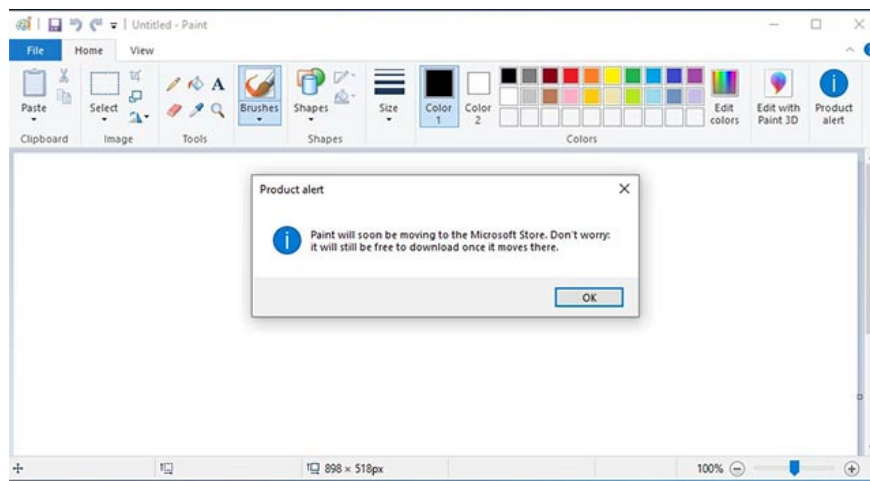 Untitled - Paint
File Home View
Paste
Select
A
Brushes
Shapes
Size
Color 1
Color 2
Edit colors
Edit with Paint 3D
Product alert
Clipboard Image Tools Shapes Colors
Product alert
Paint will soon be moving to the Microsoft Store. Don't worry:
it will still be free to download once it moves there.
OK
898 × 518px
100%